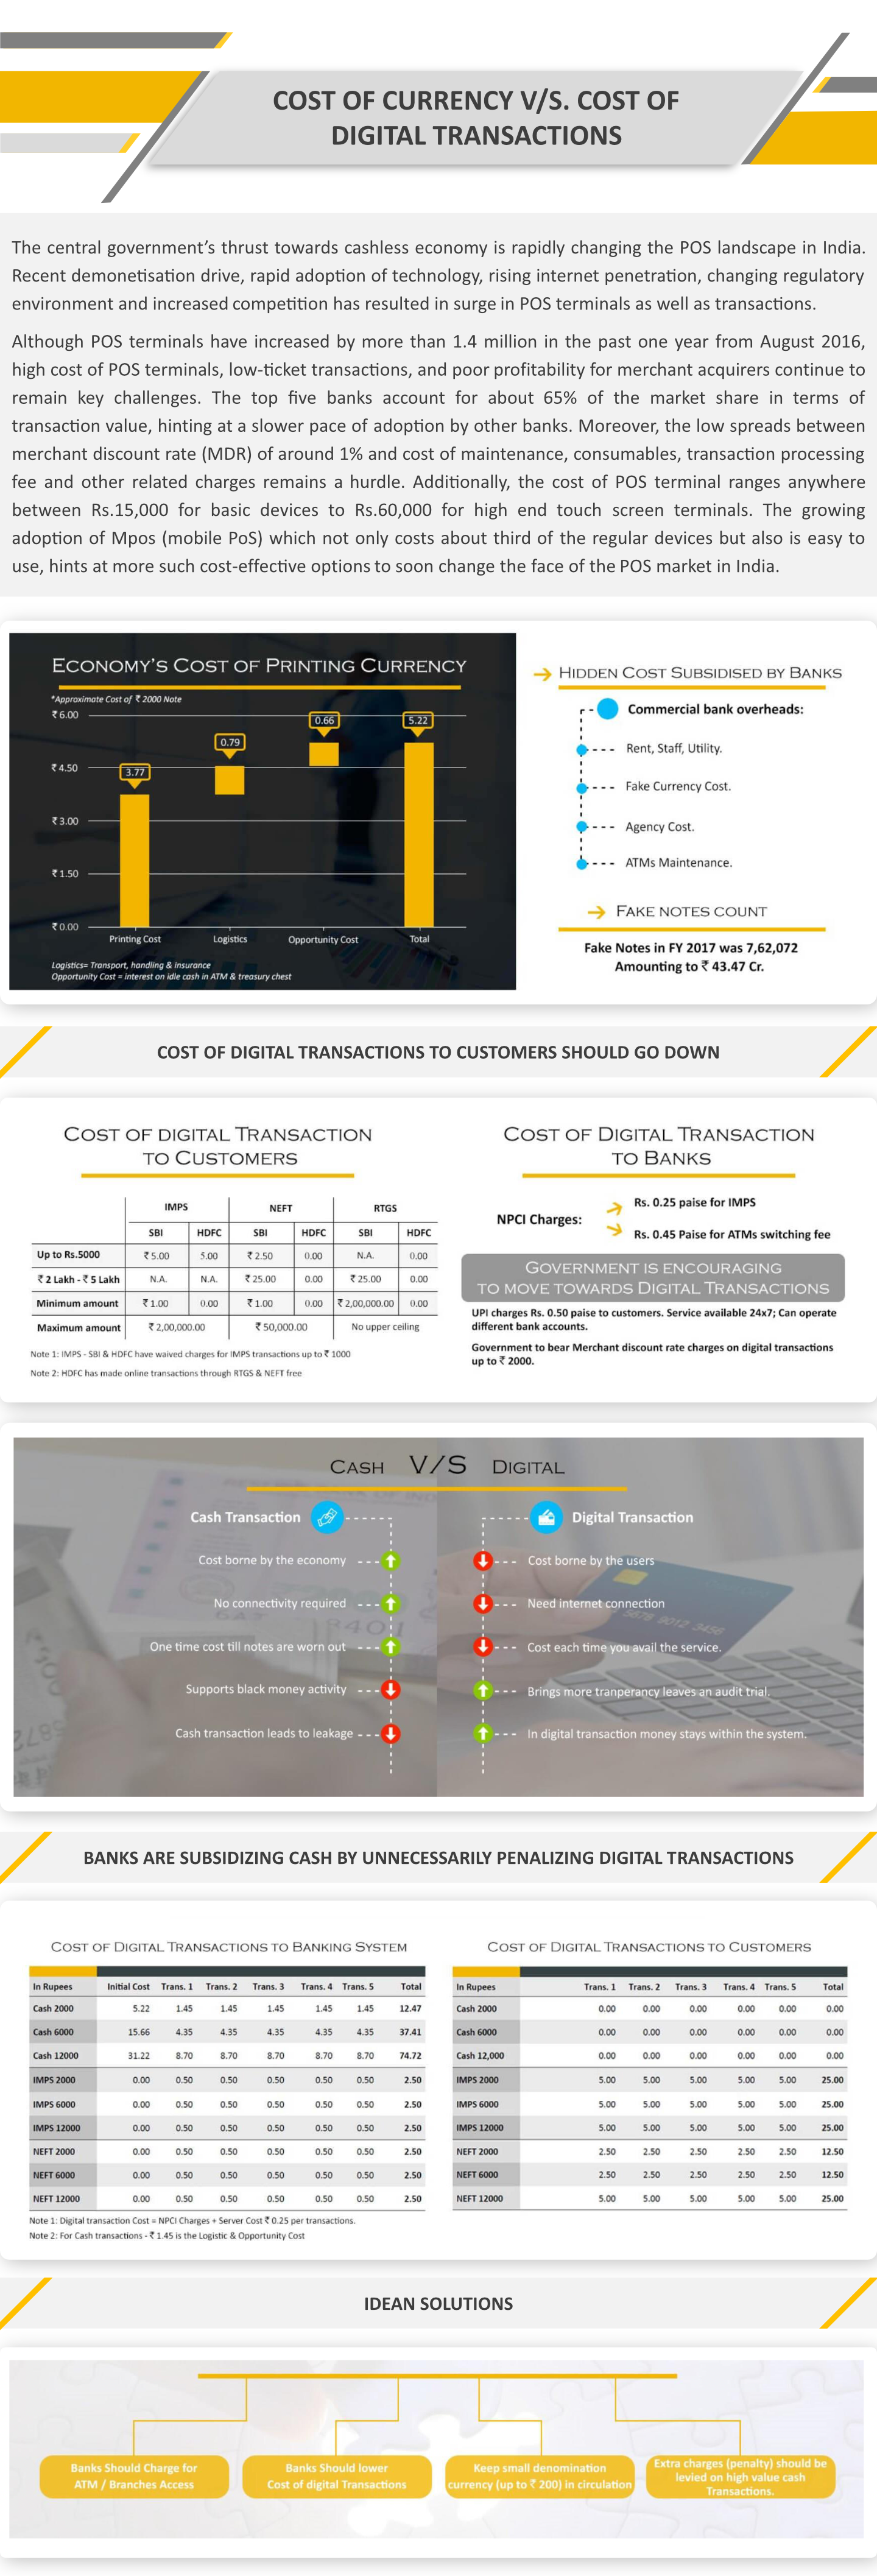 COST OF CURRENCY V/S. COST OF
DIGITAL TRANSACTIONS
The central government's thrust towards cashless economy is rapidly changing the POS landscape in India.
Recent demonetisation drive, rapid adoption of technology, rising internet penetration, changing regulatory
environment and increased competition has resulted in surge in POS terminals as well as transactions.
Although POS terminals have increased by more than 1.4 million in the past one year from August 2016,
high cost of POS terminals, low-ticket transactions, and poor profitability for merchant acquirers continue to
remain key challenges. The top five banks account for about 65% of the market share in terms of
transaction value, hinting at a slower pace of adoption by other banks. Moreover, the low spreads between
merchant discount rate (MDR) of around 1% and cost of maintenance, consumables, transaction processing
fee and other related charges remains a hurdle. Additionally, the cost of POS terminal ranges anywhere
between Rs.15,000 for basic devices to Rs.60,000 for high end touch screen terminals. The growing
adoption of Mpos (mobile PoS) which not only costs about third of the regular devices but also is easy to
use, hints at more such cost-effective options to soon change the face of the POS market in India.
ECONOMY'S COST OF PRINTING CURRENCY
*Approximate Cost of ₹ 2000 Note
₹ 6.00
0.66
5.22
0.79
₹ 4.50
3.77
₹ 3.00
₹ 1.50
₹ 0.00
Printing Cost Logistics Opportunity Cost Total
Logistics= Transport, handling & insurance
Opportunity Cost = interest on idle cash in ATM & treasury chest
HIDDEN COST SUBSIDISED BY BANKS
Commercial bank overheads:
Rent, Staff, Utility.
Fake Currency Cost.
Agency Cost.
ATMs Maintenance.
FAKE NOTES COUNT
Fake Notes in FY 2017 was 7,62,072
Amounting to ₹ 43.47 Cr.
COST OF DIGITAL TRANSACTIONS TO CUSTOMERS SHOULD GO DOWN
COST OF DIGITAL TRANSACTION
TO CUSTOMERS
IMPS NEFT RTGS
SBI HDFC SBI HDFC SBI HDFC
Up to Rs.5000 ₹ 5.00 5.00 ₹ 2.50 0.00 N.A. 0.00
₹ 2 Lakh - ₹ 5 Lakh N.A. N.A. ₹ 25.00 0.00 ₹ 25.00 0.00
Minimum amount ₹ 1.00 0.00 ₹ 1.00 0.00 ₹ 2,00,000.00 0.00
Maximum amount ₹ 2,00,000.00 ₹ 50,000.00 No upper ceiling
Note 1: IMPS - SBI & HDFC have waived charges for IMPS transactions up to ₹ 1000
Note 2: HDFC has made online transactions through RTGS & NEFT free
COST OF DIGITAL TRANSACTION
TO BANKS
NPCI Charges:
Rs. 0.25 paise for IMPS
Rs. 0.45 Paise for ATMs switching fee
GOVERNMENT IS ENCOURAGING
TO MOVE TOWARDS DIGITAL TRANSACTIONS
UPI charges Rs. 0.50 paise to customers. Service available 24x7; Can operate
different bank accounts.
Government to bear Merchant discount rate charges on digital transactions
up to ₹ 2000.
CASH V/S DIGITAL
Cash Transaction
Cost borne by the economy
No connectivity required
One time cost till notes are worn out
Supports black money activity
Cash transaction leads to leakage
Digital Transaction
Cost borne by the users
Need internet connection
Cost each time you avail the service.
Brings more tranperancy leaves an audit trial.
In digital transaction money stays within the system.
5678 9012 3456
BANKS ARE SUBSIDIZING CASH BY UNNECESSARILY PENALIZING DIGITAL TRANSACTIONS
COST OF DIGITAL TRANSACTIONS TO BANKING SYSTEM
In Rupees Initial Cost Trans. 1 Trans. 2 Trans. 3 Trans. 4 Trans. 5 Total
Cash 2000 5.22 1.45 1.45 1.45 1.45 1.45 12.47
Cash 6000 15.66 4.35 4.35 4.35 4.35 4.35 37.41
Cash 12000 31.22 8.70 8.70 8.70 8.70 8.70 74.72
IMPS 2000 0.00 0.50 0.50 0.50 0.50 0.50 2.50
IMPS 6000 0.00 0.50 0.50 0.50 0.50 0.50 2.50
IMPS 12000 0.00 0.50 0.50 0.50 0.50 0.50 2.50
NEFT 2000 0.00 0.50 0.50 0.50 0.50 0.50 2.50
NEFT 6000 0.00 0.50 0.50 0.50 0.50 0.50 2.50
NEFT 12000 0.00 0.50 0.50 0.50 0.50 0.50 2.50
Note 1: Digital transaction Cost = NPCI Charges + Server Cost ₹ 0.25 per transactions.
Note 2: For Cash transactions - ₹ 1.45 is the Logistic & Opportunity Cost
COST OF DIGITAL TRANSACTIONS TO CUSTOMERS
In Rupees Trans. 1 Trans. 2 Trans. 3 Trans. 4 Trans. 5 Total
Cash 2000 0.00 0.00 0.00 0.00 0.00 0.00
Cash 6000 0.00 0.00 0.00 0.00 0.00 0.00
Cash 12,000 0.00 0.00 0.00 0.00 0.00 0.00
IMPS 2000 5.00 5.00 5.00 5.00 5.00 25.00
IMPS 6000 5.00 5.00 5.00 5.00 5.00 25.00
IMPS 12000 5.00 5.00 5.00 5.00 5.00 25.00
NEFT 2000 2.50 2.50 2.50 2.50 2.50 12.50
NEFT 6000 2.50 2.50 2.50 2.50 2.50 12.50
NEFT 12000 5.00 5.00 5.00 5.00 5.00 25.00
IDEAN SOLUTIONS
Banks Should Charge for
ATM / Branches Access
Banks Should lower
Cost of digital Transactions
Keep small denomination
currency (up to ₹ 200) in circulation
Extra charges (penalty) should be
levied on high value cash
Transactions.